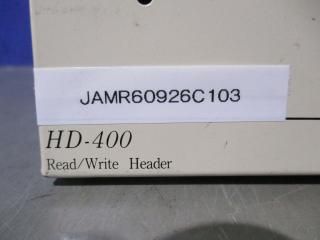 JAMR60926C103
HD-400
Read/Write Header